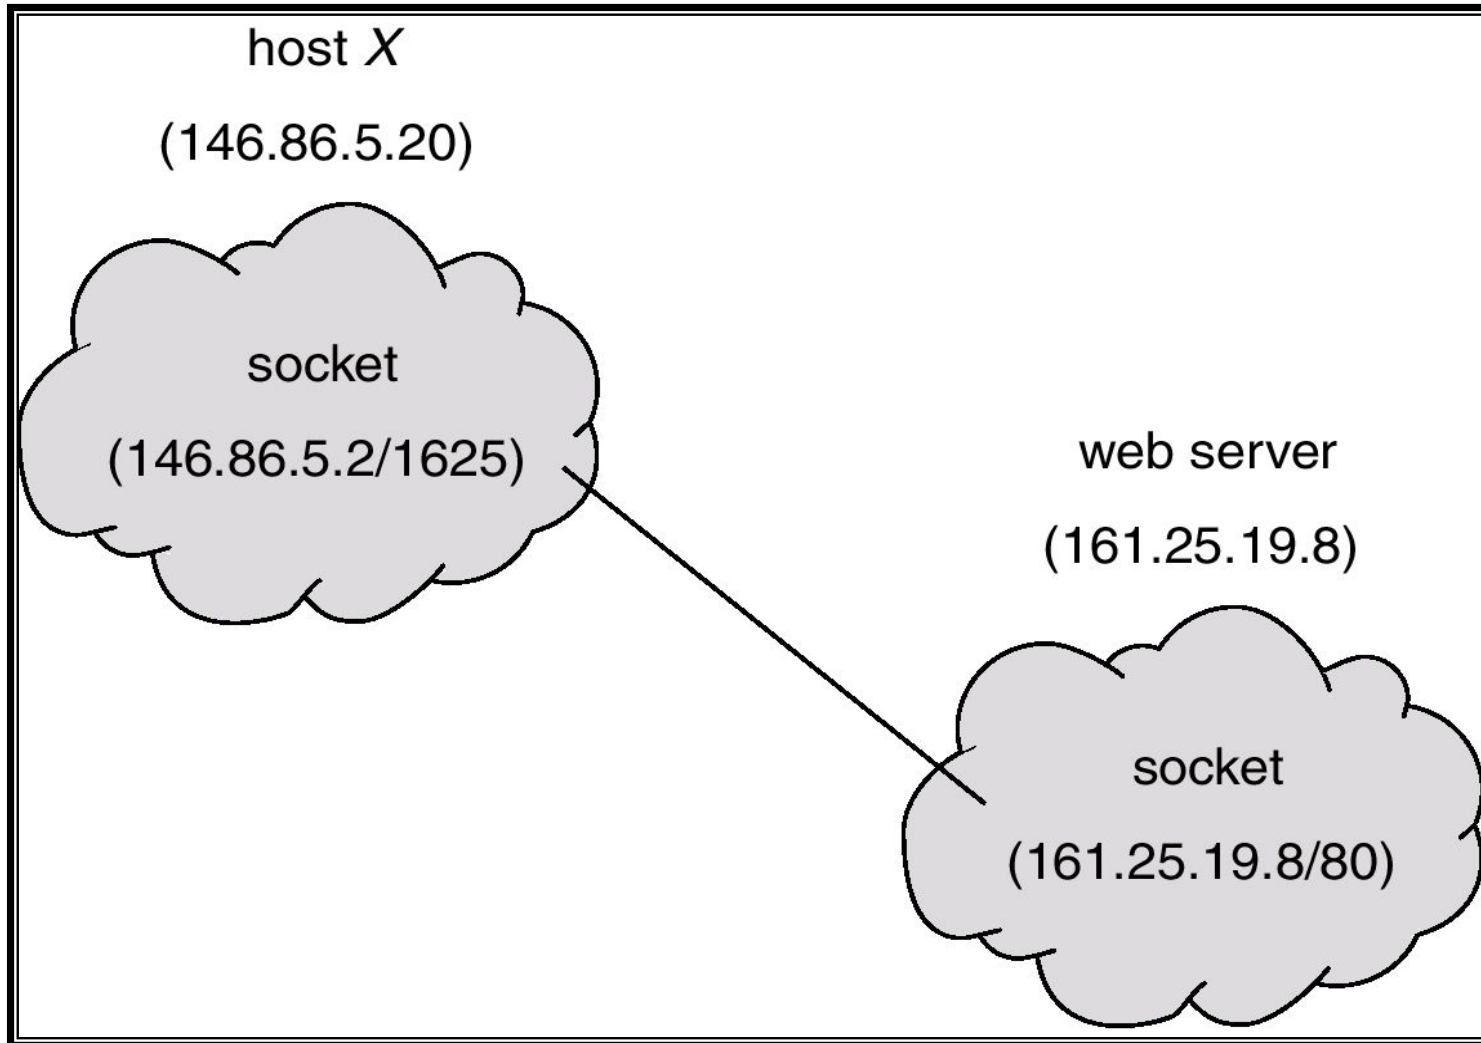 host X
(146.86.5.20)
socket
(146.86.5.2/1625)
web server
(161.25.19.8)
socket
(161.25.19.8/80)